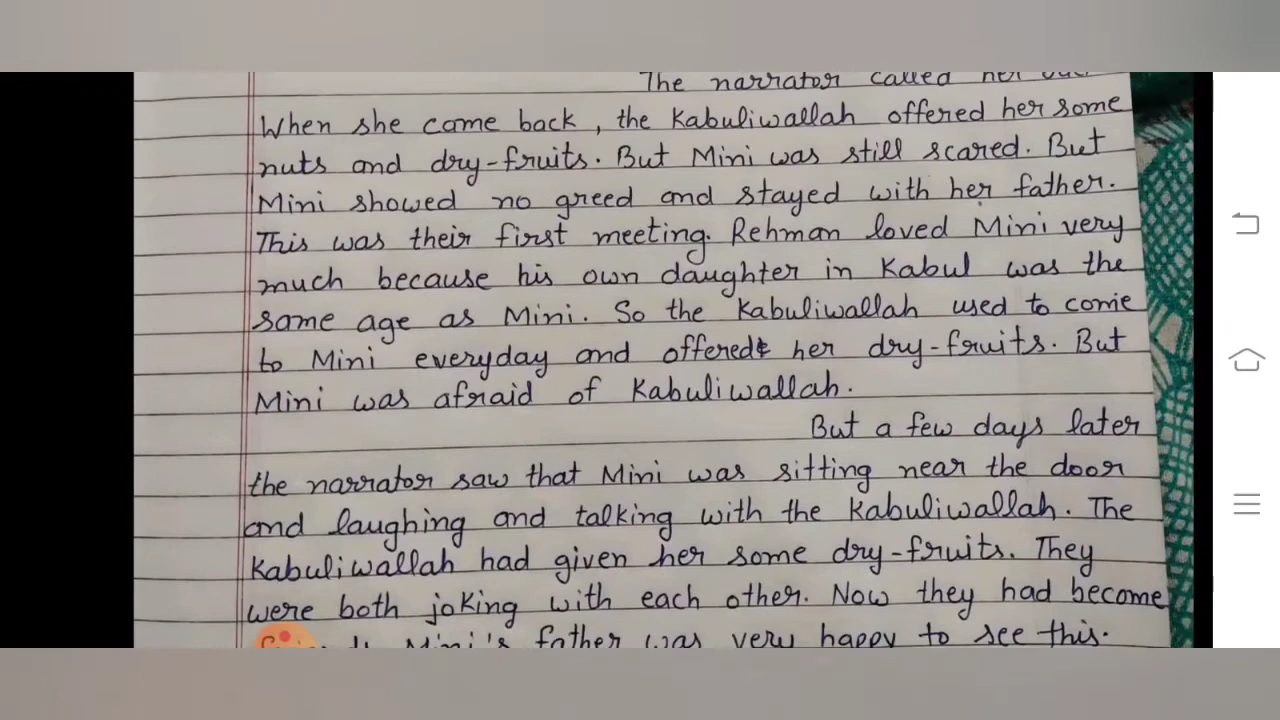 The narrator called her
When she come back, the Kabuliwallah offered her some
nuts and dry-fruits. But Mini was still scared. But
Mini showed no greed and stayed with her father.
This was their first meeting. Rehman loved Mini very
much because his own daughter in Kabul was the
same age as Mini. So the Kabuliwallah used to come
to Mini everyday and offered her dry-fruits. But
Mini was afraid of Kabuliwallah.
But a few days later
the narrator saw that Mini was sitting near the door
and laughing and talking with the Kabuliwallah. The
Kabuliwallah had given her some dry-fruits. They
were both joking with each other. Now they had become
Mini's father was very happy to see this.